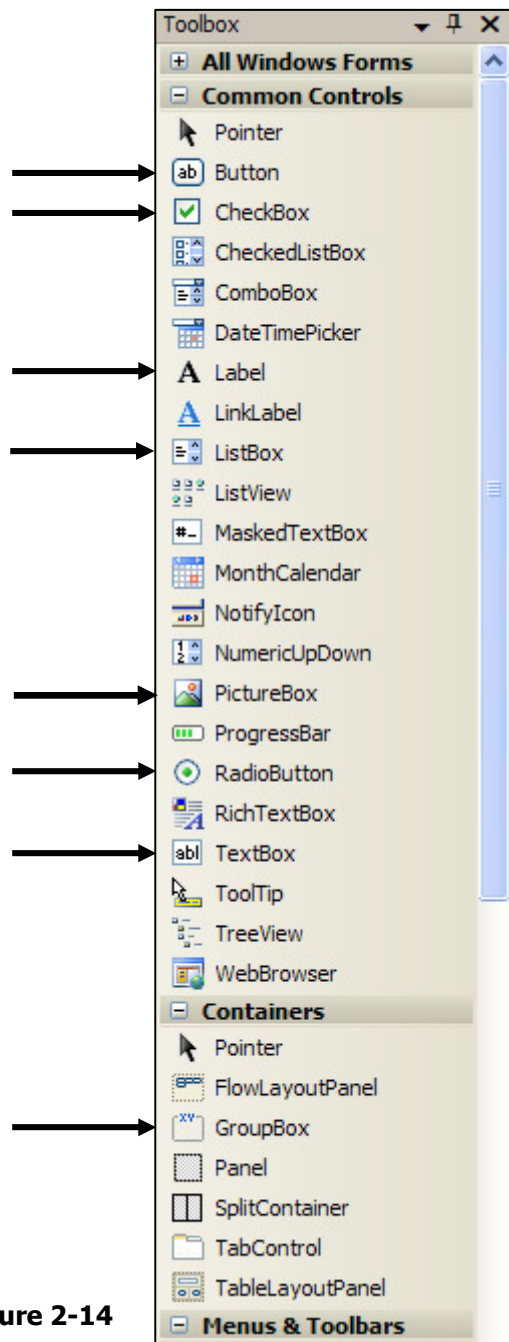 Toolbox
All Windows Forms
Common Controls
Pointer
Button
CheckBox
CheckedListBox
ComboBox
DateTimePicker
Label
LinkLabel
ListBox
ListView
MaskedTextBox
MonthCalendar
NotifyIcon
NumericUpDown
PictureBox
ProgressBar
RadioButton
RichTextBox
TextBox
ToolTip
TreeView
WebBrowser
Containers
Pointer
FlowLayoutPanel
GroupBox
Panel
SplitContainer
TabControl
TableLayoutPanel
ure 2-14
Menus & Toolbars